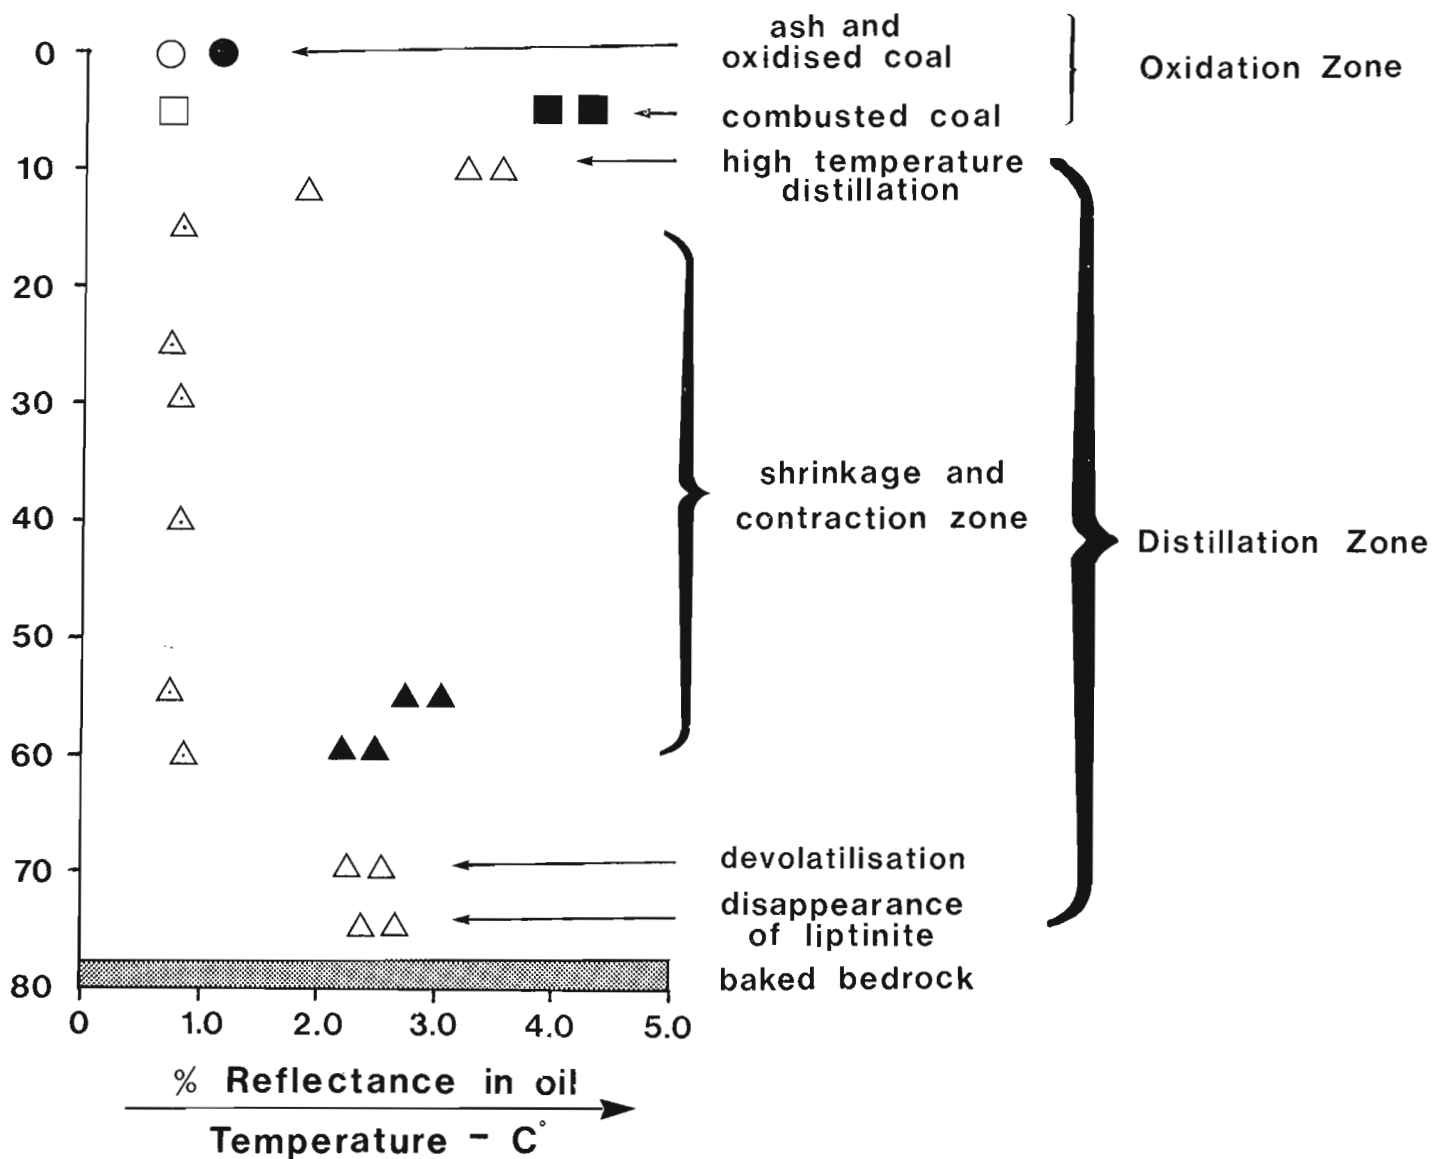 0
10
20
30
40
50
60
70
80
0 1.0 2.0 3.0 4.0 5.0
% Reflectance in oil
Temperature - C°
ash and
oxidised coal
combusted coal
high temperature
distillation
shrinkage and
contraction zone
devolatilisation
disappearance
of liptinite
baked bedrock
Oxidation Zone
Distillation Zone